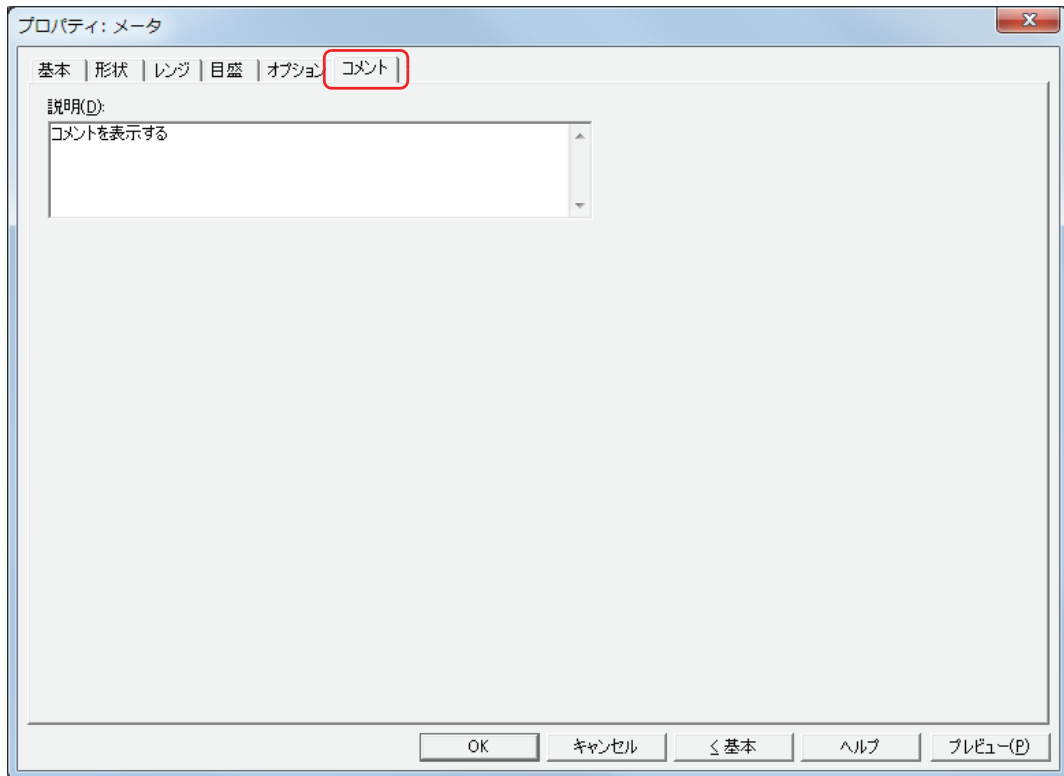 プロパティ: メータ
x
基本 形状 レンジ 目盛 オプション コメント
説明(D):
コメントを表示する
OK キャンセル < 基本 ヘルプ プレビュー(P)